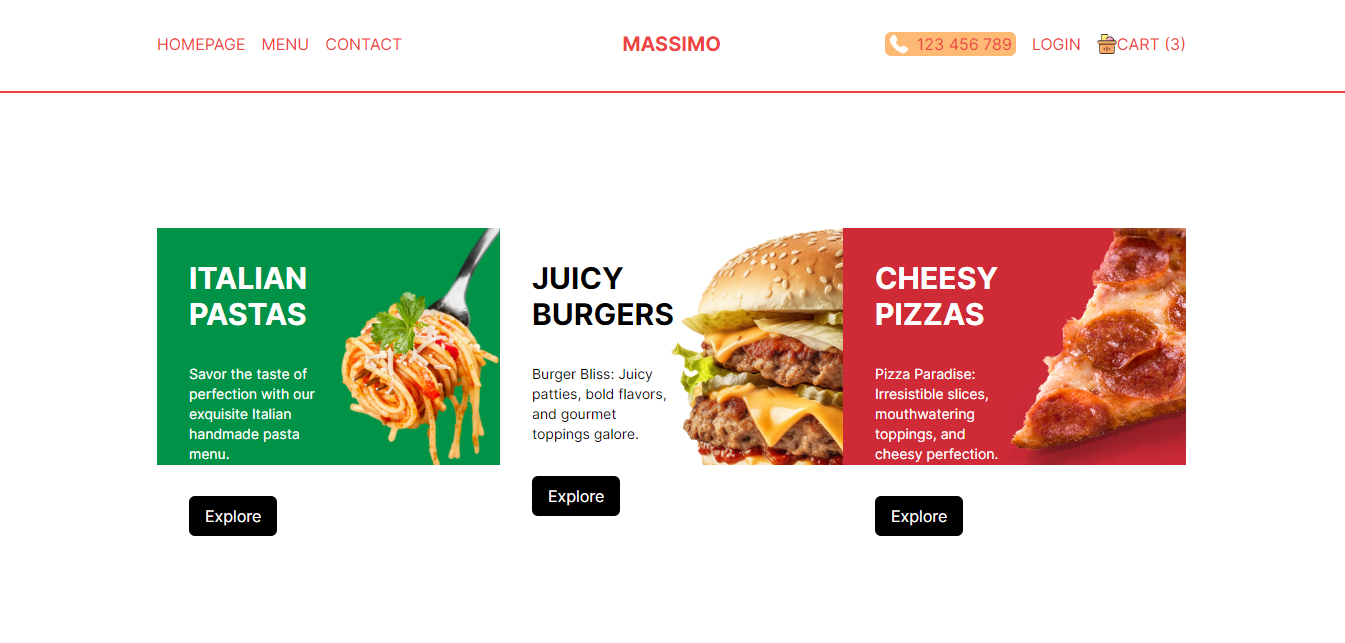 HOMEPAGE MENU CONTACT MASSIMO 123 456 789 LOGIN CART (3)
ITALIAN
PASTAS
Savor the taste of
perfection with our
exquisite Italian
handmade pasta
menu.
Explore
JUICY
BURGERS
Burger Bliss: Juicy
patties, bold flavors,
and gourmet
toppings galore.
Explore
CHEESY
PIZZAS
Pizza Paradise:
Irresistible slices,
mouthwatering
toppings, and
cheesy perfection.
Explore